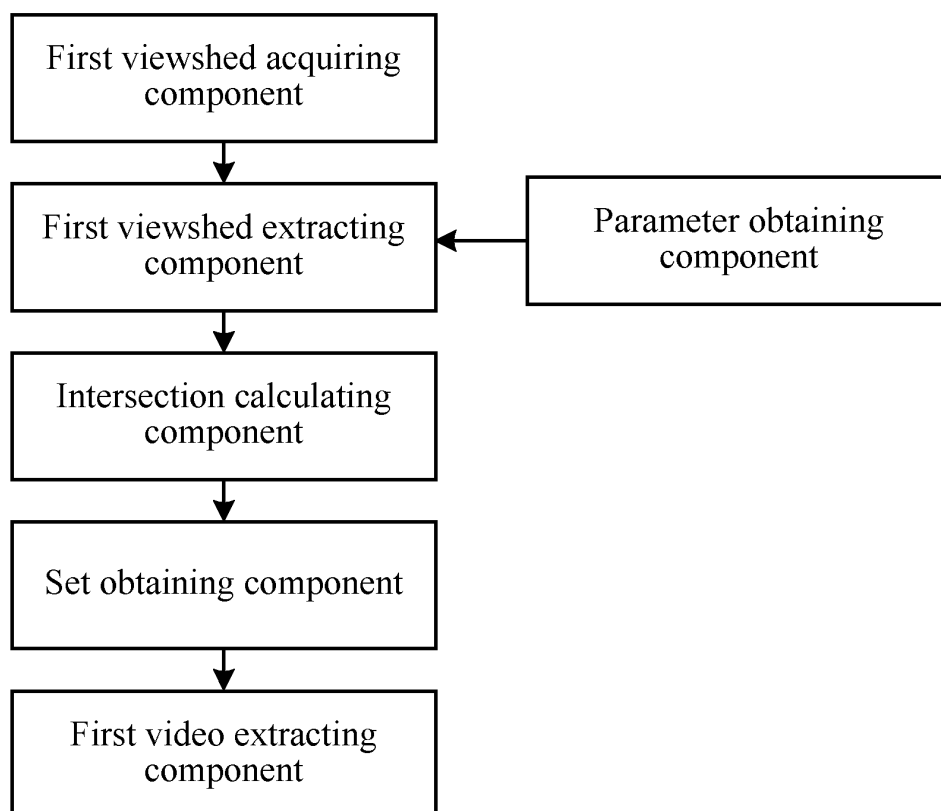 First viewshed acquiring
component
First viewshed extracting
component
Parameter obtaining
component
Intersection calculating
component
Set obtaining component
First video extracting
component